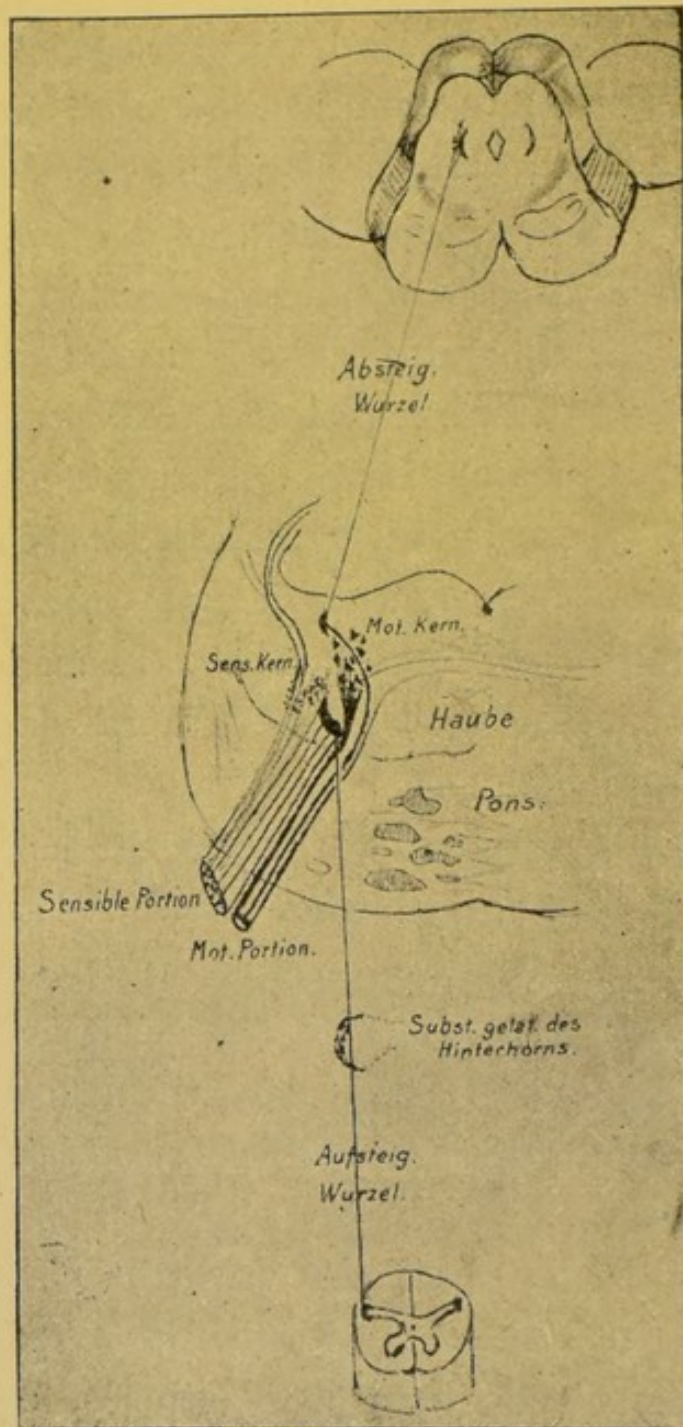 Absteig.
Wurzel
Mot. Kern.
Sens. Kern.
Haube
Pons.
Sensible Portion
Mot. Portion.
Subst. gelat. des
Hinterhorns.
Aufsteig.
Wurzel.